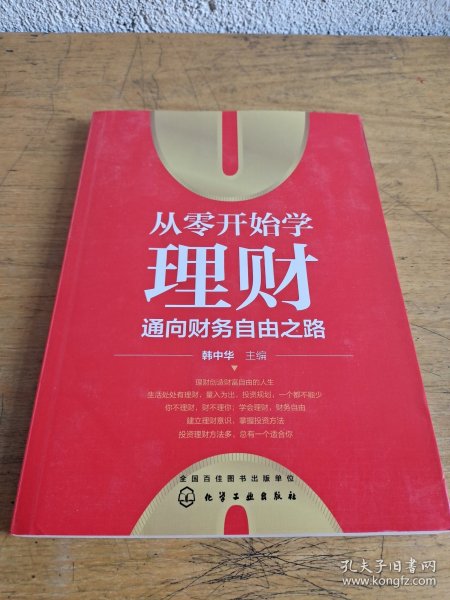 从零开始学
理财
通向财务自由之路
韩中华 主编
理财创造财富自由的人生
生活处处有理财，量入为出，投资规划，一个都不能少
你不理财，财不理你；学会理财，财务自由
建立理财意识，掌握投资方法
投资理财方法多，总有一个适合你
全国百佳图书出版单位
化学工业出版社
孔夫子旧书网
www.kongfz.com